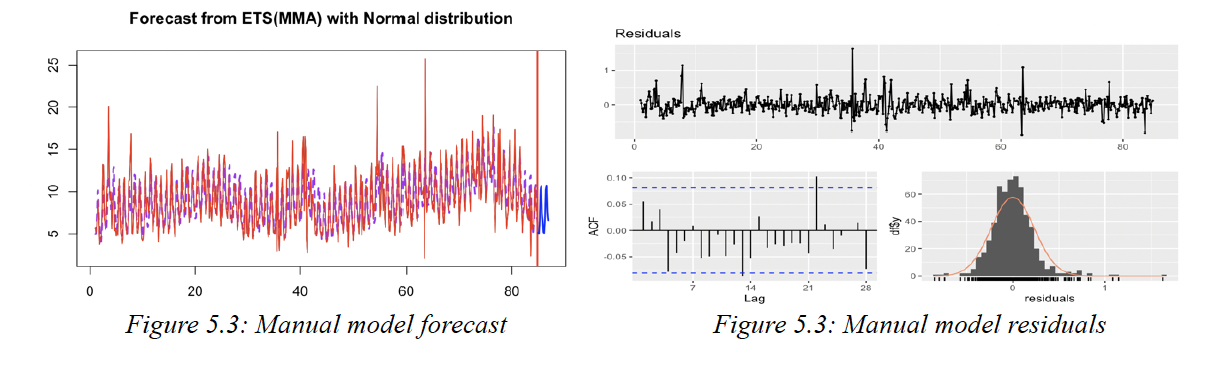 Forecast from ETS(MMA) with Normal distribution
25
20
15
10
5
0 20 40 60 80
Figure 5.3: Manual model forecast
Residuals
1
0
0 20 40 60 80
ACF
0.10
0.05
0.00
-0.05
7 14 21 28
Lag
df$y
60
40
20
0
0 1
residuals
Figure 5.3: Manual model residuals